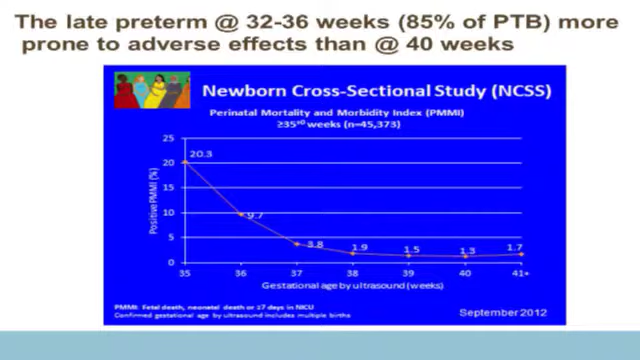 The late preterm @ 32-36 weeks (85% of PTB) more
prone to adverse effects than @ 40 weeks
Newborn Cross-Sectional Study (NCSS)
Perinatal Mortality and Morbidity Index (PMMI)
≥35⁺⁰ weeks (n=45,373)
Positive PMMI (%)
25
20
15
10
5
0
20.3
9.7
3.8
1.9
1.5
1.3
1.7
35
36
37
38
39
40
41+
Gestational age by ultrasound (weeks)
PMMI: Fetal death, neonatal death or ≥7 days in NICU
Confirmed gestational age by ultrasound includes multiple births
September 2012